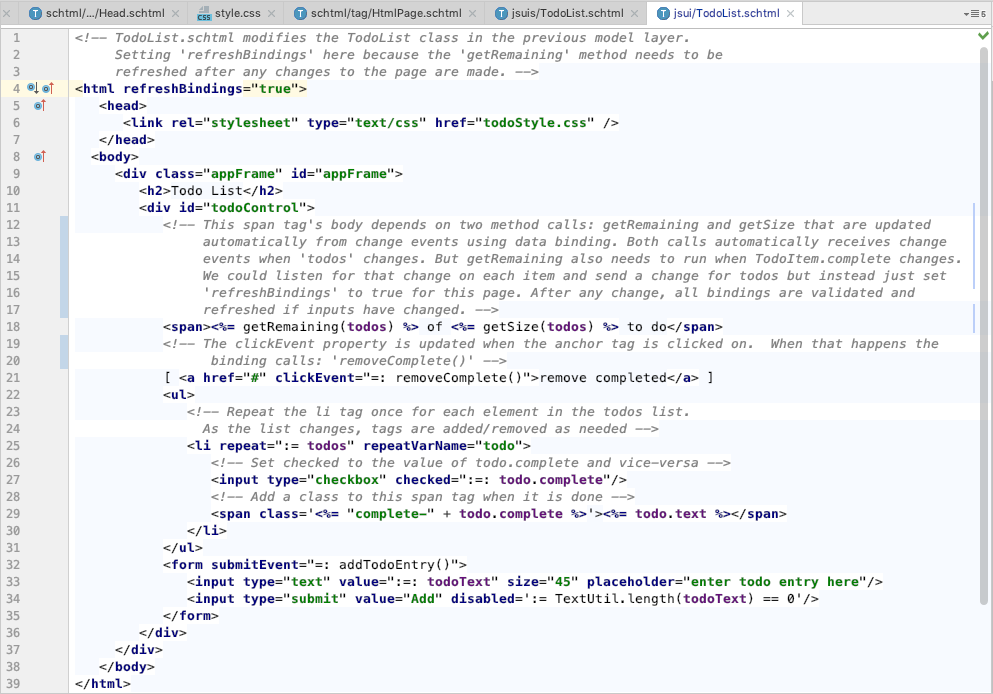 schtml/.../Head.schtml
style.css
schtml/tag/HtmlPage.schtml
jsuis/TodoList.schtml
jsui/TodoList.schtml
1 <!-- TodoList.schtml modifies the TodoList class in the previous model layer.
2 Setting 'refreshBindings' here because the 'getRemaining' method needs to be
3 refreshed after any changes to the page are made. -->
4 <html refreshBindings="true">
5 <head>
6 <link rel="stylesheet" type="text/css" href="todoStyle.css" />
7 </head>
8 <body>
9 <div class="appFrame" id="appFrame">
10 <h2>Todo List</h2>
11 <div id="todoControl">
12 <!-- This span tag's body depends on two method calls: getRemaining and getSize that are updated
13 automatically from change events using data binding. Both calls automatically receives change
14 events when 'todos' changes. But getRemaining also needs to run when TodoItem.complete changes.
15 We could listen for that change on each item and send a change for todos but instead just set
16 'refreshBindings' to true for this page. After any change, all bindings are validated and
17 refreshed if inputs have changed. -->
18 <span><%= getRemaining(todos) %> of <%= getSize(todos) %> to do</span>
19 <!-- The clickEvent property is updated when the anchor tag is clicked on.  When that happens the
20 binding calls: 'removeComplete()' -->
21 [ <a href="#" clickEvent="=: removeComplete()">remove completed</a> ]
22 <ul>
23 <!-- Repeat the li tag once for each element in the todos list.
24 As the list changes, tags are added/removed as needed -->
25 <li repeat=":= todos" repeatVarName="todo">
26 <!-- Set checked to the value of todo.complete and vice-versa -->
27 <input type="checkbox" checked=":=: todo.complete"/>
28 <!-- Add a class to this span tag when it is done -->
29 <span class='<%= "complete-" + todo.complete %>'><%= todo.text %></span>
30 </li>
31 </ul>
32 <form submitEvent="=: addTodoEntry()">
33 <input type="text" value=":=: todoText" size="45" placeholder="enter todo entry here"/>
34 <input type="submit" value="Add" disabled=':= TextUtil.length(todoText) == 0'/>
35 </form>
36 </div>
37 </div>
38 </body>
39 </html>